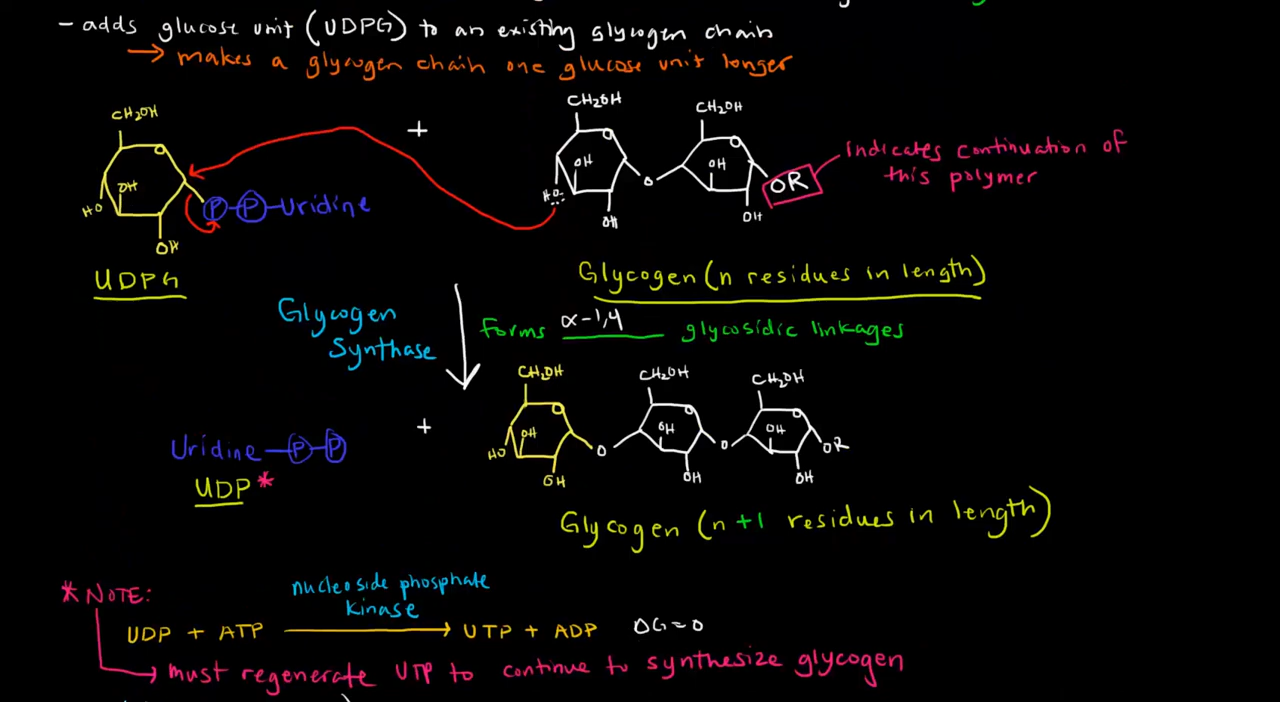 - adds glucose unit (UDPG) to an existing glycogen chain
→ makes a glycogen chain one glucose unit longer
CH₂OH
O
OH
HO
OH
P-P-Uridine
UDPG
+
CH₂OH
O
OH
HO
OH
O
CH₂OH
O
OH
OH
OR
Indicates continuation of
this polymer
Glycogen (n residues in length)
Glycogen
Synthase
Forms α-1,4 glycosidic linkages
Uridine-P-P
UDP*
+
CH₂OH
O
OH
HO
OH
O
CH₂OH
O
OH
OH
O
CH₂OH
O
OH
OH
OR
Glycogen (n+1 residues in length)
*NOTE:
nucleoside phosphate
kinase
UDP + ATP → UTP + ADP ΔG=0
→ must regenerate UTP to continue to synthesize glycogen